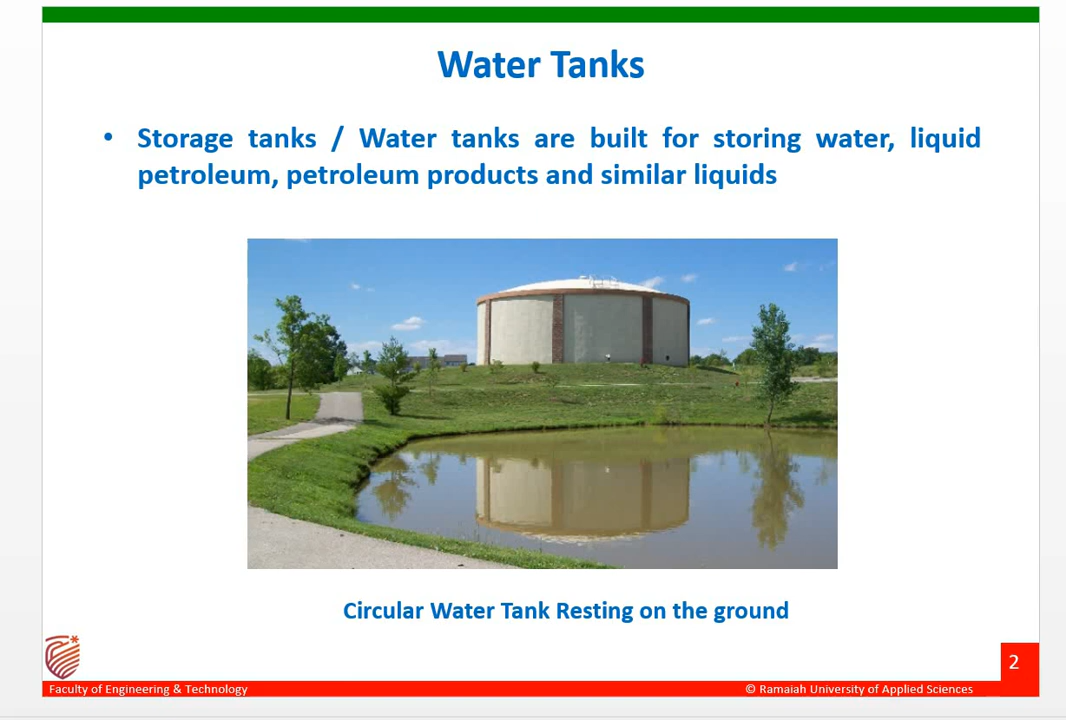 Water Tanks
• Storage tanks / Water tanks are built for storing water, liquid
petroleum, petroleum products and similar liquids
Circular Water Tank Resting on the ground
2
Faculty of Engineering & Technology
© Ramaiah University of Applied Sciences